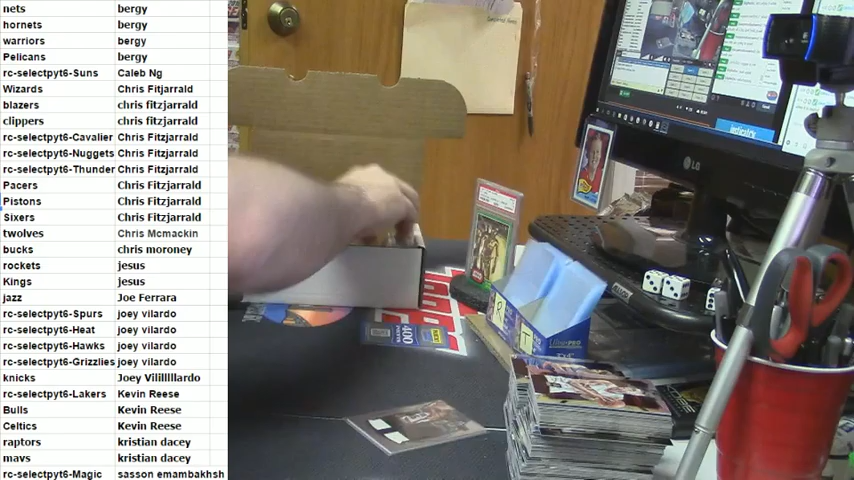 nets bergy
hornets bergy
warriors bergy
Pelicans bergy
rc-selectpyt6-Suns Caleb Ng
Wizards Chris Fitjarrald
blazers chris fitzjarrald
clippers chris fitzjarrald
rc-selectpyt6-Cavalier Chris Fitzjarrald
rc-selectpyt6-Nuggets Chris Fitzjarrald
rc-selectpyt6-Thunder Chris Fitzjarrald
Pacers Chris Fitzjarrald
Pistons Chris Fitzjarrald
Sixers Chris Fitzjarrald
twolves Chris Mcmackin
bucks chris moroney
rockets jesus
Kings jesus
jazz Joe Ferrara
rc-selectpyt6-Spurs joey vilardo
rc-selectpyt6-Heat joey vilardo
rc-selectpyt6-Hawks joey vilardo
rc-selectpyt6-Grizzlies joey vilardo
knicks Joey Vilillllardo
rc-selectpyt6-Lakers Kevin Reese
Bulls Kevin Reese
Celtics Kevin Reese
raptors kristian dacey
mavs kristian dacey
rc-selectpyt6-Magic sasson emambakhsh
LG
400
R
T